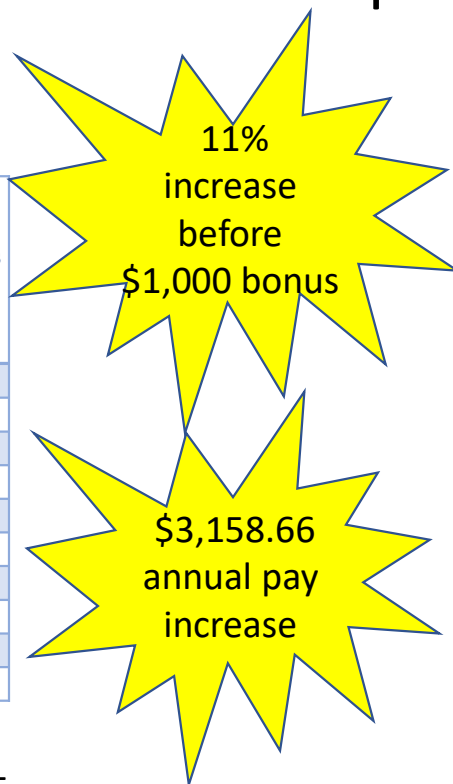 11%
increase
before
$1,000 bonus
$3,158.66
annual pay
increase